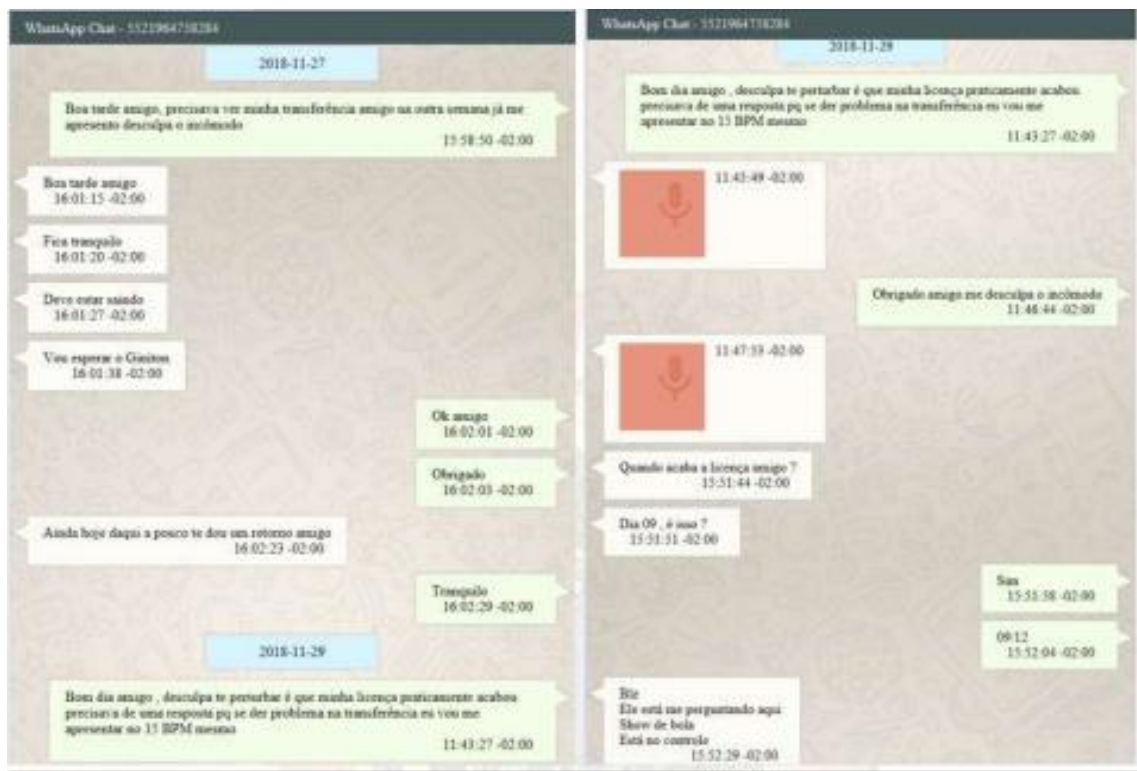 WhatsApp Chat - 5521964738284
2018-11-27
Boa tarde amigo, precisava ver minha transferência amigo na outra semana já me
apresento desculpa o incômodo
15:58:50 -02:00
Boa tarde amigo
16:01:15 -02:00
Fica tranquilo
16:01:20 -02:00
Deve estar saindo
16:01:27 -02:00
Vou esperar o
16:01:38 -02:00
Ok amigo
16:02:01 -02:00
Obrigado
16:02:03 -02:00
Ainda hoje daqui a pouco te dou um retorno amigo
16:02:23 -02:00
Tranquilo
16:02:29 -02:00
2018-11-29
Bom dia amigo , desculpa te perturbar é que minha licença praticamente acabou
precisava de uma resposta pq se der problema na transferência eu vou me
apresentar no 15 BPM mesmo
11:43:27 -02:00
WhatsApp Chat - 5521964738284
2018-11-29
Bom dia amigo , desculpa te perturbar é que minha licença praticamente acabou
precisava de uma resposta pq se der problema na transferência eu vou me
apresentar no 15 BPM mesmo
11:43:27 -02:00
11:43:49 -02:00
Obrigado amigo me desculpa o incômodo
11:46:44 -02:00
11:47:53 -02:00
Quando acaba a licença amigo ?
15:51:44 -02:00
Dia 09 , é isso ?
15:51:51 -02:00
15:51:58 -02:00
09/12
15:52:04 -02:00
Blz
Ele está me perguntando aqui
Show de bola
Está no controle
15:52:29 -02:00